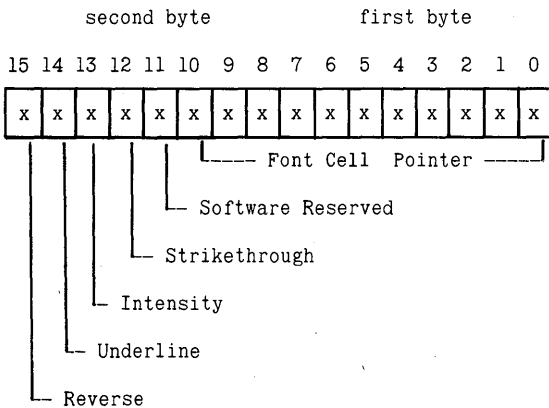 second byte first byte
15 14 13 12 11 10 9 8 7 6 5 4 3 2 1 0
x x x x x x x x x x x x x x x x
Font Cell Pointer
Software Reserved
Strikethrough
Intensity
Underline
Reverse